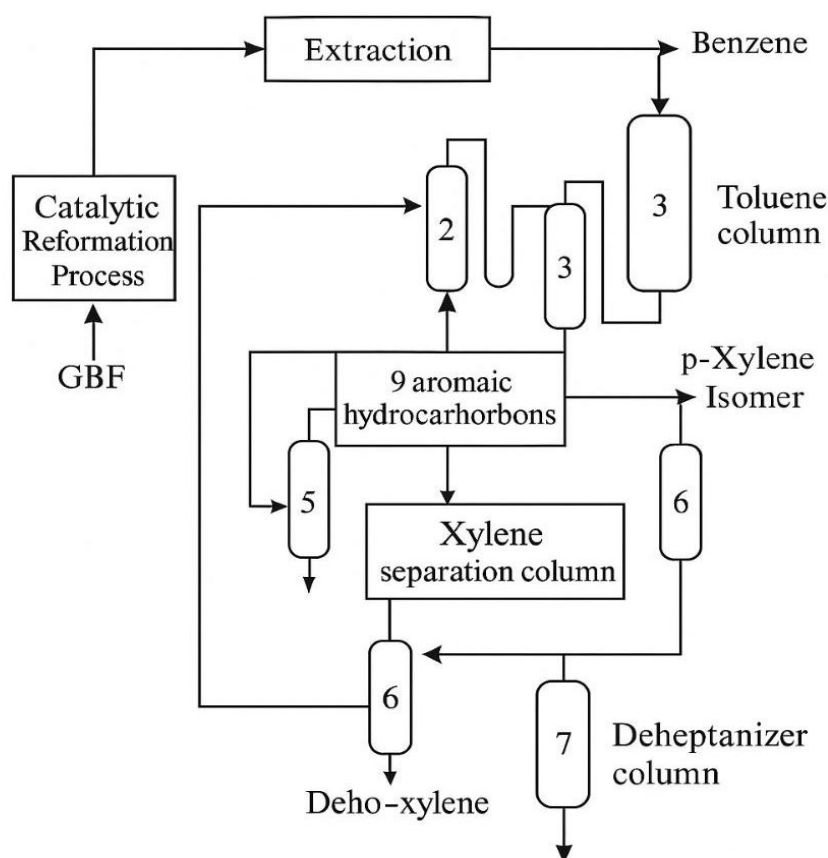 Extraction
Benzene
Catalytic
Reformation
Process
GBF
2
3
3
Toluene
column
9 aromaic
hydrocarhorbons
p-Xylene
Isomer
5
6
Xylene
separation column
6
7
Deheptanizer
column
Deho-xylene